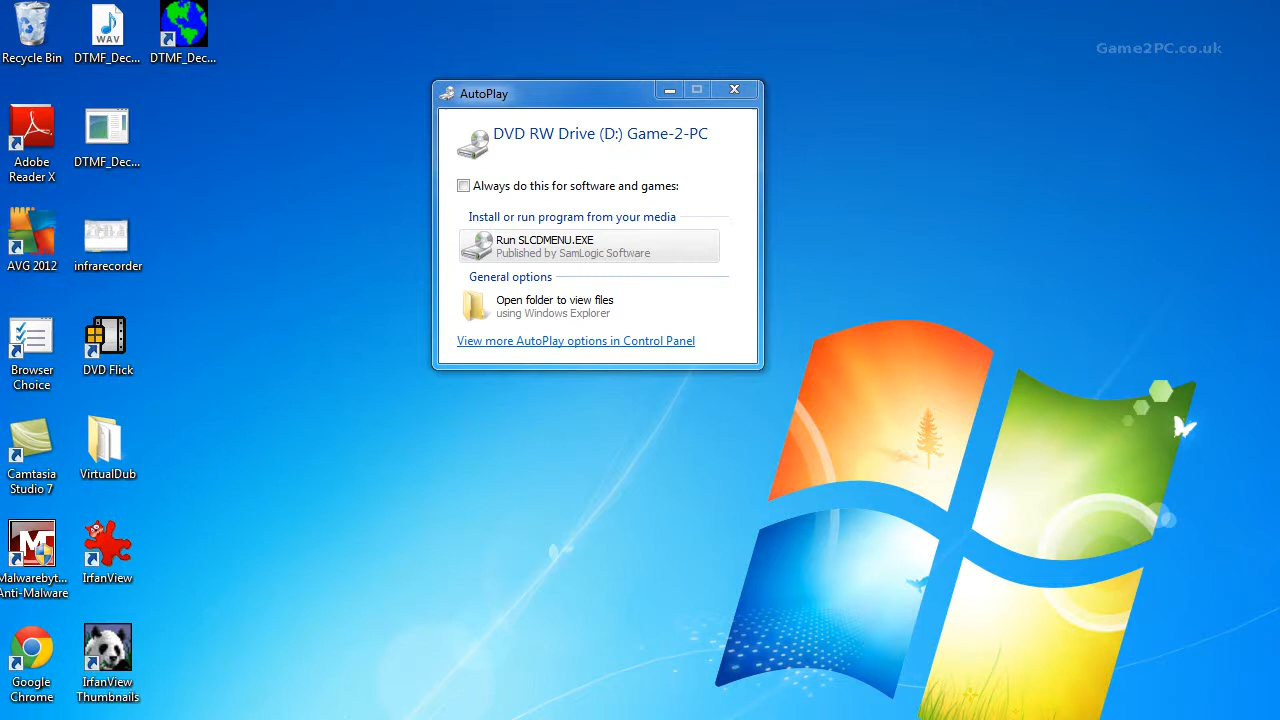 Recycle Bin
DTMF_Dec...
DTMF_Dec...
Game2PC.co.uk
WAV
Adobe
Reader X
DTMF_Dec...
AVG 2012
infrarecorder
Browser
Choice
DVD Flick
Camtasia
Studio 7
VirtualDub
Malwarebyt...
Anti-Malware
IrfanView
Google
Chrome
IrfanView
Thumbnails
AutoPlay
DVD RW Drive (D:) Game-2-PC
Always do this for software and games:
Install or run program from your media
Run SLCDMENU.EXE
Published by SamLogic Software
General options
Open folder to view files
using Windows Explorer
View more AutoPlay options in Control Panel